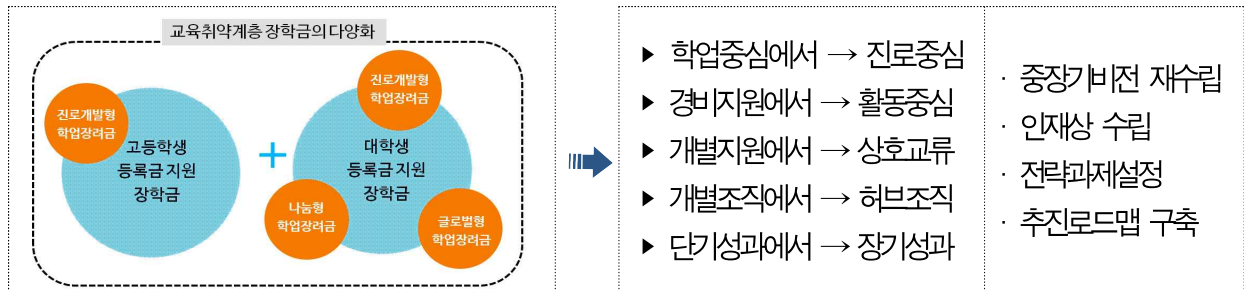 교육취약계층 장학금의 다양화
진로개발형
학업장려금
고등학생
등록금 지원
장학금
+
진로개발형
학업장려금
대학생
등록금 지원
장학금
나눔형
학업장려금
글로벌형
학업장려금
▶ 학업중심에서 → 진로중심
▶ 경비지원에서 → 활동중심
▶ 개별지원에서 → 상호교류
▶ 개별조직에서 → 허브조직
▶ 단기성과에서 → 장기성과
· 중장기비전 재수립
· 인재상 수립
· 전략과제설정
· 추진로드맵 구축